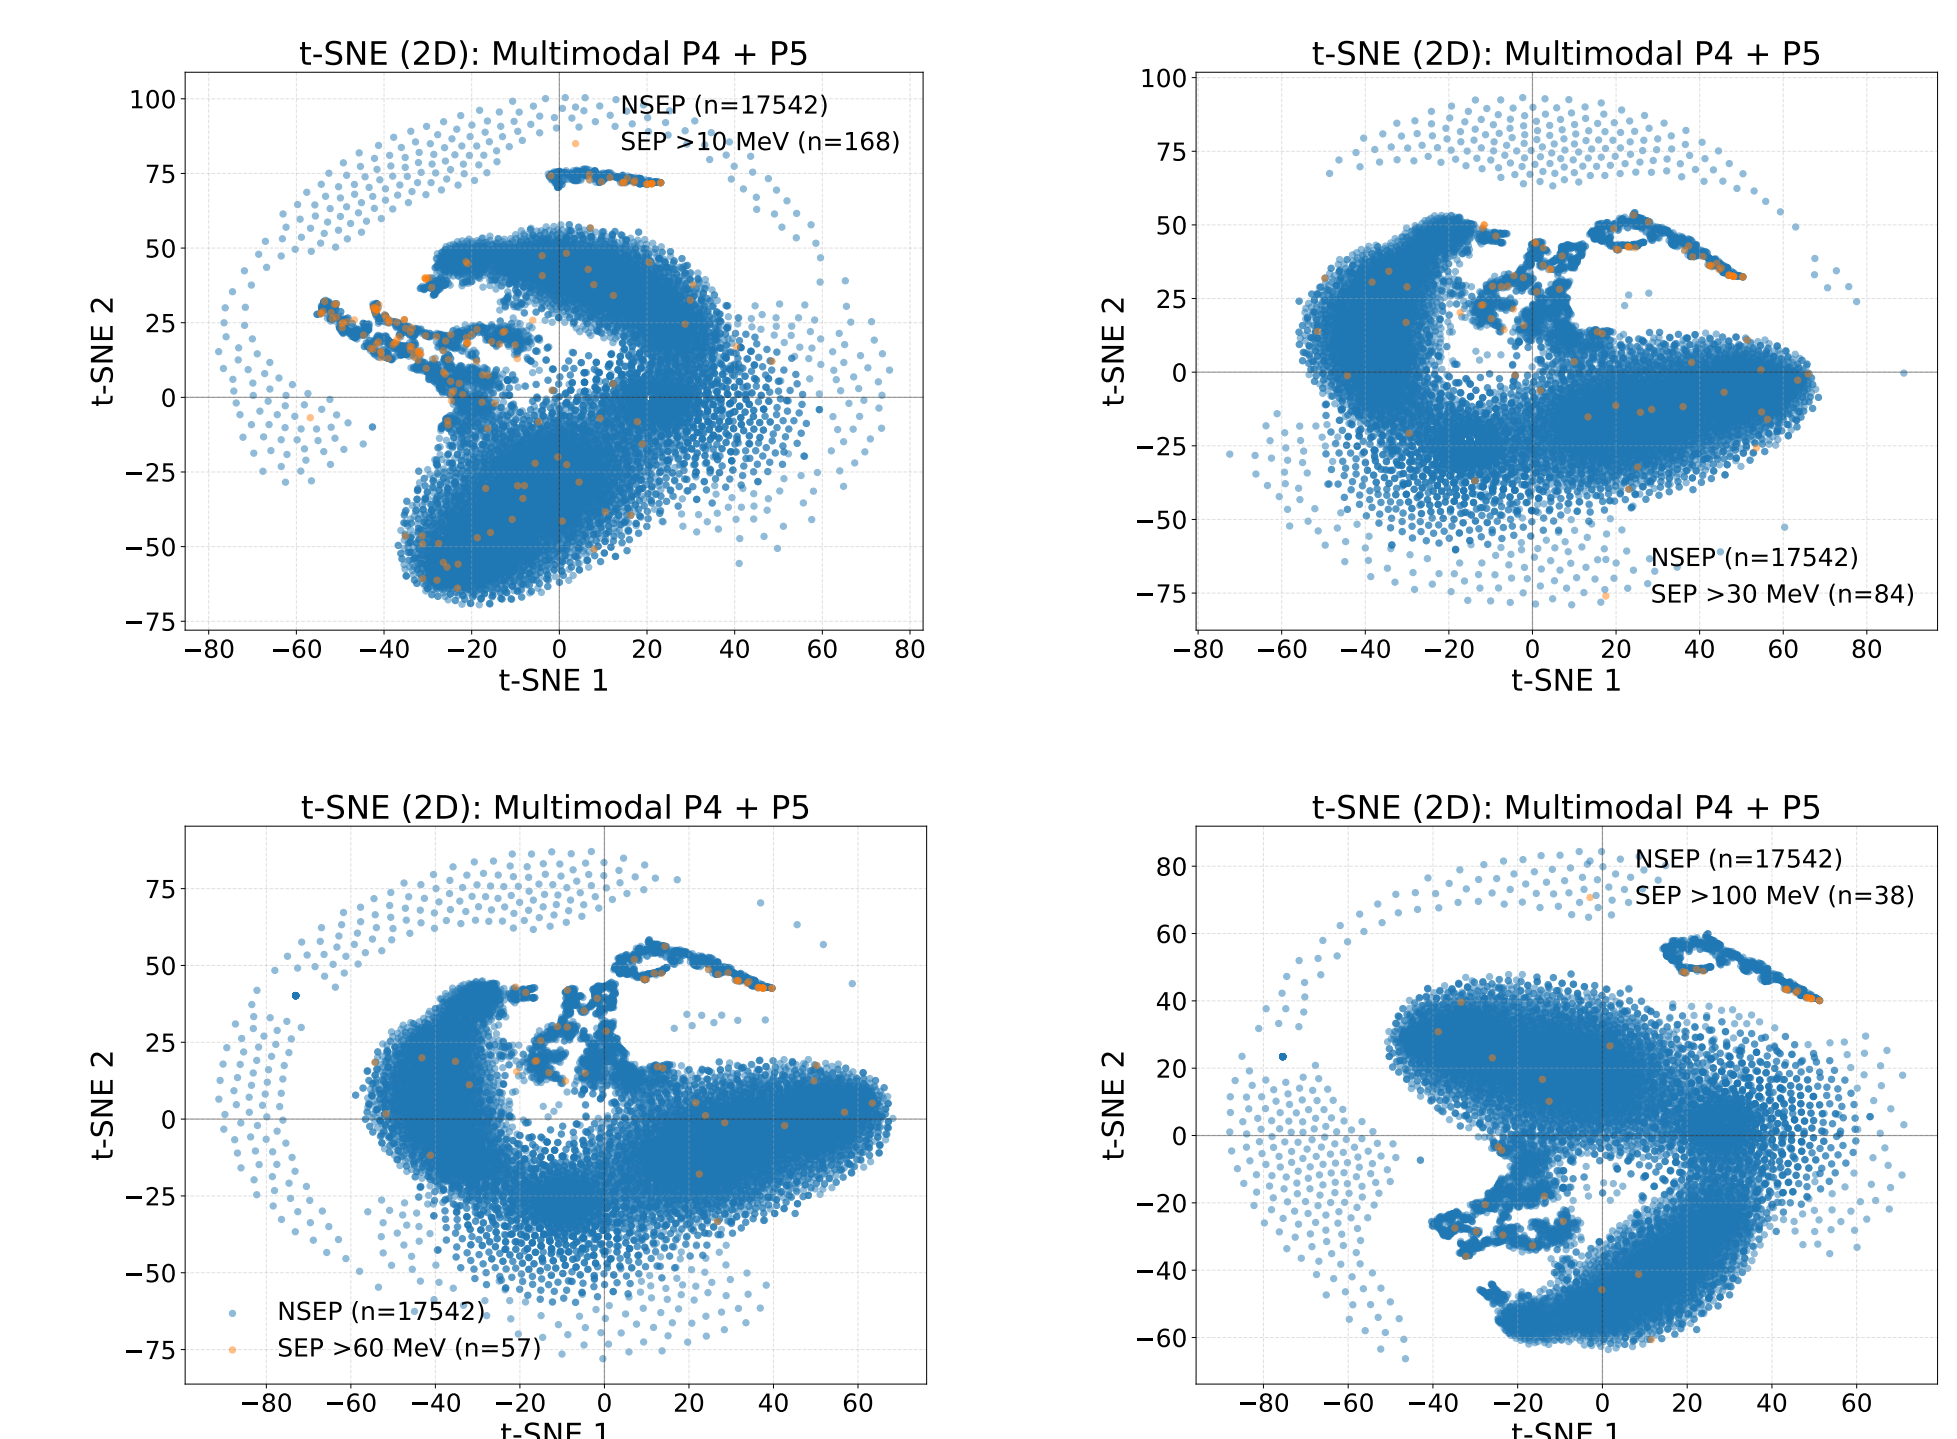 t-SNE (2D): Multimodal P4 + P5
NSEP (n=17542)
SEP >10 MeV (n=168)
100
75
50
25
0
−25
−50
−75
t-SNE 2
−80 −60 −40 −20 0 20 40 60 80
t-SNE 1
t-SNE (2D): Multimodal P4 + P5
100
75
50
25
0
−25
−50
−75
t-SNE 2
NSEP (n=17542)
SEP >30 MeV (n=84)
−80 −60 −40 −20 0 20 40 60 80
t-SNE 1
t-SNE (2D): Multimodal P4 + P5
75
50
25
0
−25
−50
−75
t-SNE 2
NSEP (n=17542)
SEP >60 MeV (n=57)
−80 −60 −40 −20 0 20 40 60
t-SNE 1
t-SNE (2D): Multimodal P4 + P5
NSEP (n=17542)
SEP >100 MeV (n=38)
80
60
40
20
0
−20
−40
−60
t-SNE 2
−80 −60 −40 −20 0 20 40 60
t-SNE 1